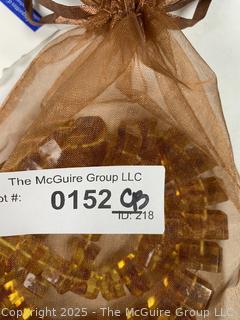 The McGuire Group LLC
ot #: 0152 CB
ID: 218
Copyright 2025 - The McGuire Group LLC